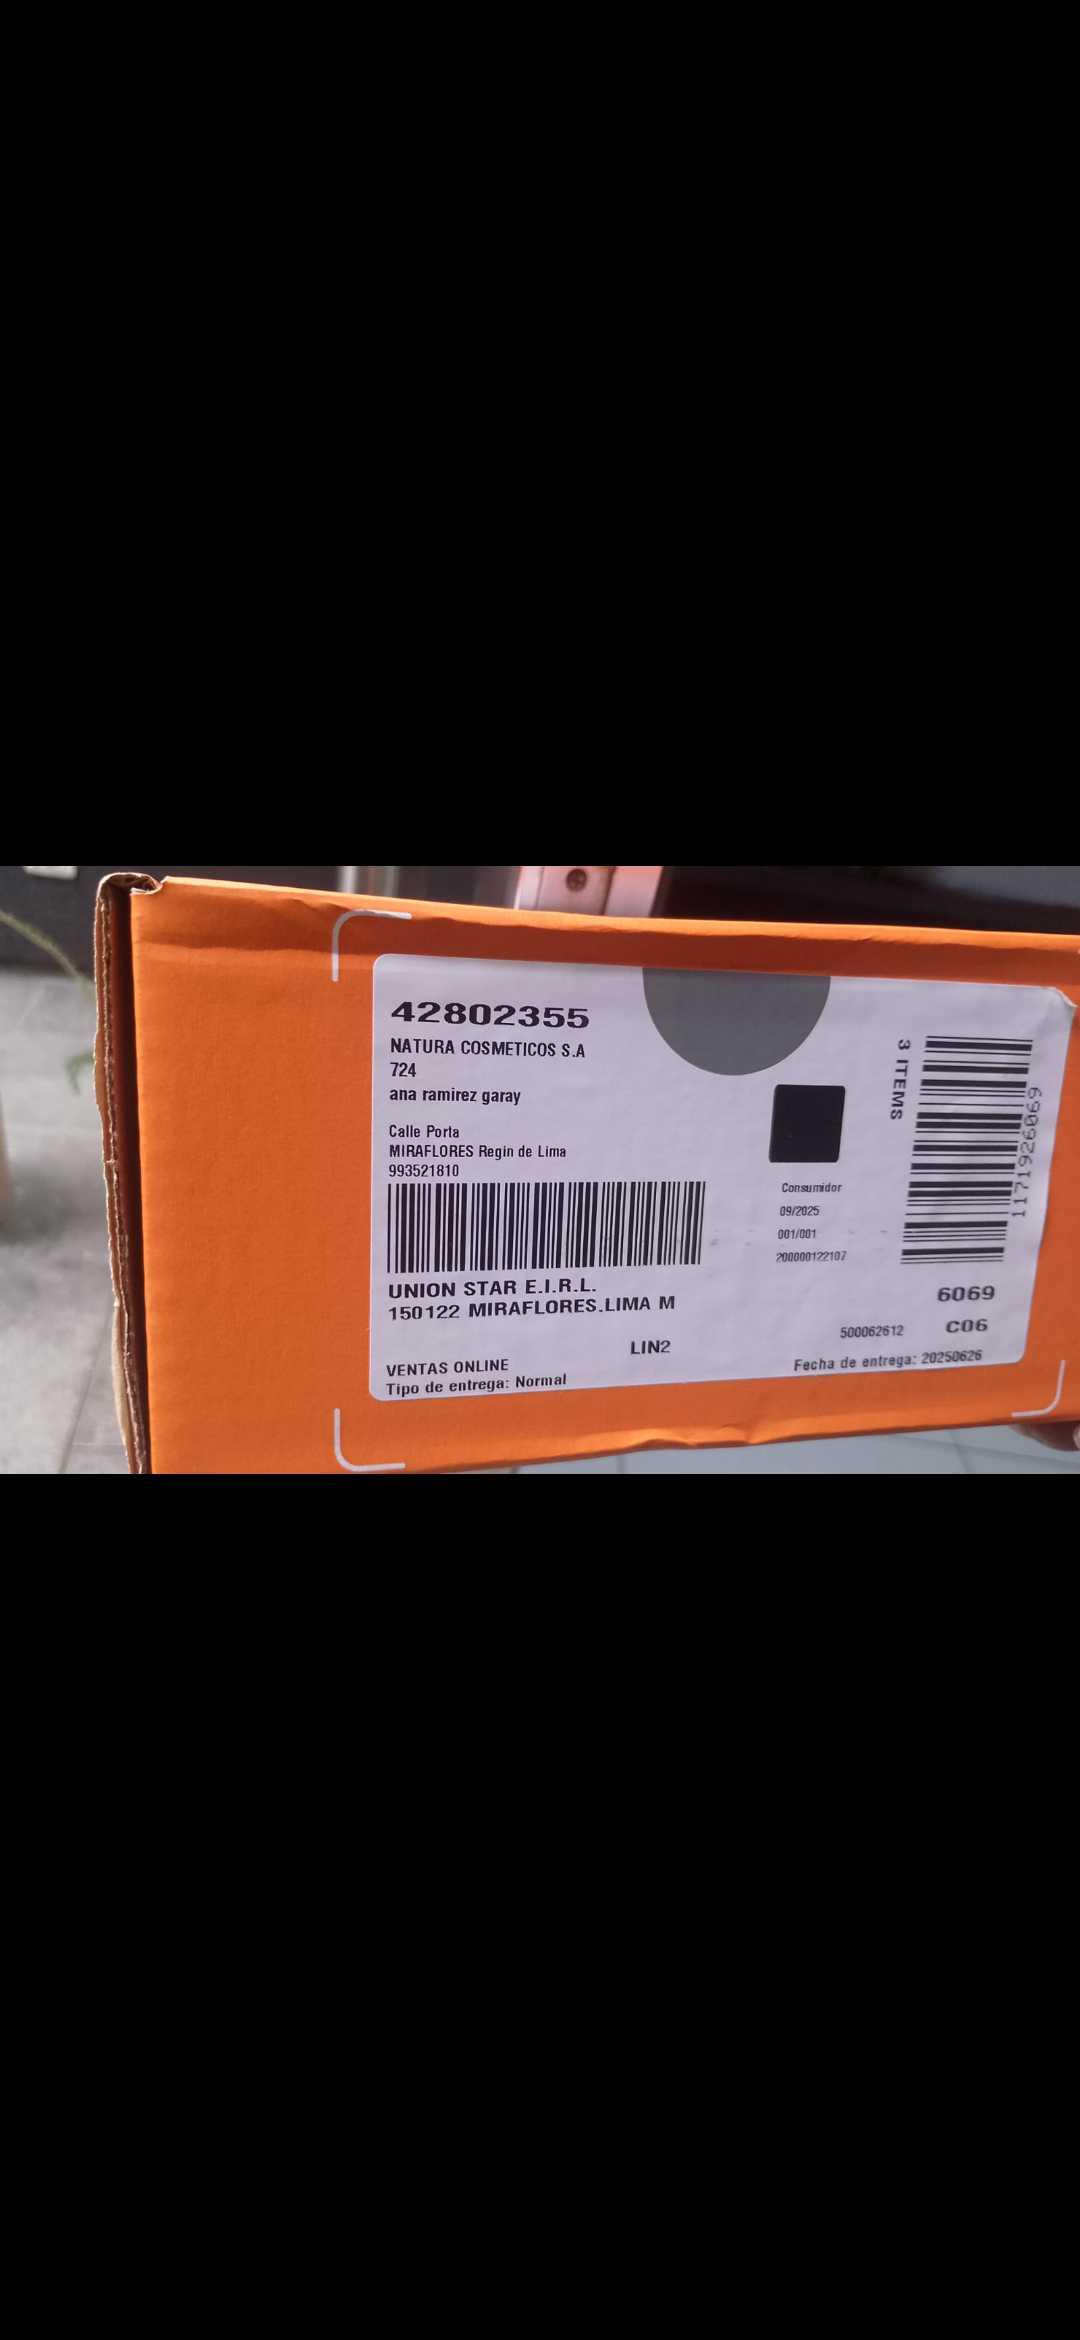 42802355
NATURA COSMETICOS S.A
724
ana ramirez garay
Calle Porta
MIRAFLORES Regin de Lima
993521810
UNION STAR E.I.R.L.
150122 MIRAFLORES.LIMA M
LIN2
VENTAS ONLINE
Tipo de entrega: Normal
Consumidor
09/2025
001/001
200000122107
3 ITEMS
1171926069
6069
500062612 C06
Fecha de entrega: 20250626